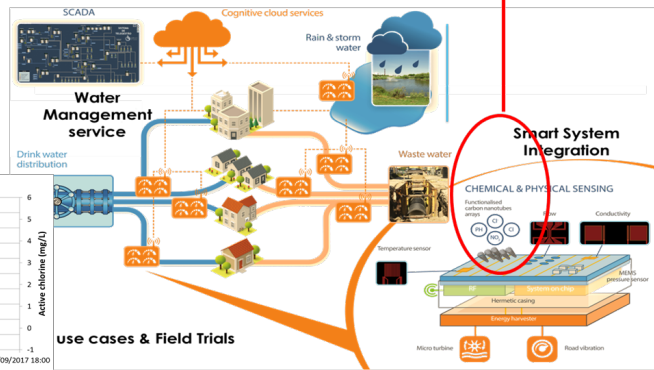 SCADA
Cognitive cloud services
Rain & storm
water
Water
Management
service
Drink water
distribution
Waste water
Smart System
Integration
CHEMICAL & PHYSICAL SENSING
Functionalised
carbon nanotubes
arrays
Cl
PH
Cl
NO
Flow
Conductivity
Temperature sensor
MEMS
pressure sensor
RF
System on chip
Hermetic casing
Energy harvester
Micro turbine
Road vibration
6
5
4
3
2
1
0
-1
Active chlorine (mg/L)
09/2017 18:00
use cases & Field Trials